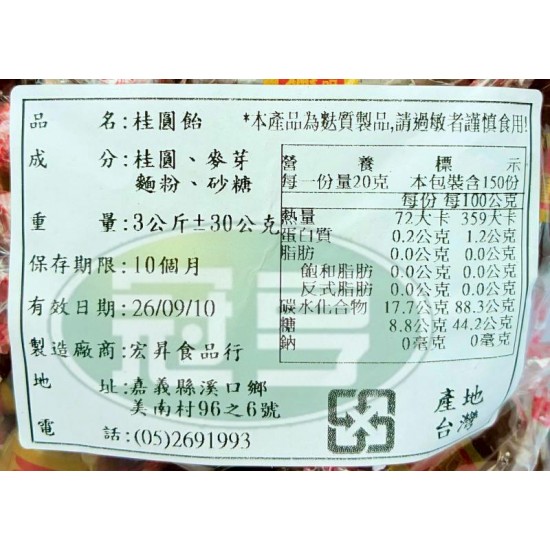 品 名:桂圓飴
*本產品為麩質製品,請過敏者謹慎食用!
成 分:桂圓、麥芽
麵粉、砂糖
重 量:3公斤±30公克
保存期限:10個月
有效日期:26/09/10
製造廠商:宏昇食品行
地 址:嘉義縣溪口鄉
美南村96之6號
電 話:(05)2691993
營養標示
每一份量20克 本包裝含150份
每份 每100公克
熱量 72大卡 359大卡
蛋白質 0.2公克 1.2公克
脂肪 0.0公克 0.0公克
飽和脂肪 0.0公克 0.0公克
反式脂肪 0.0公克 0.0公克
碳水化合物 17.7公克 88.3公克
糖 8.8公克 44.2公克
鈉 0毫克 0毫克
產地
台灣
冠亨